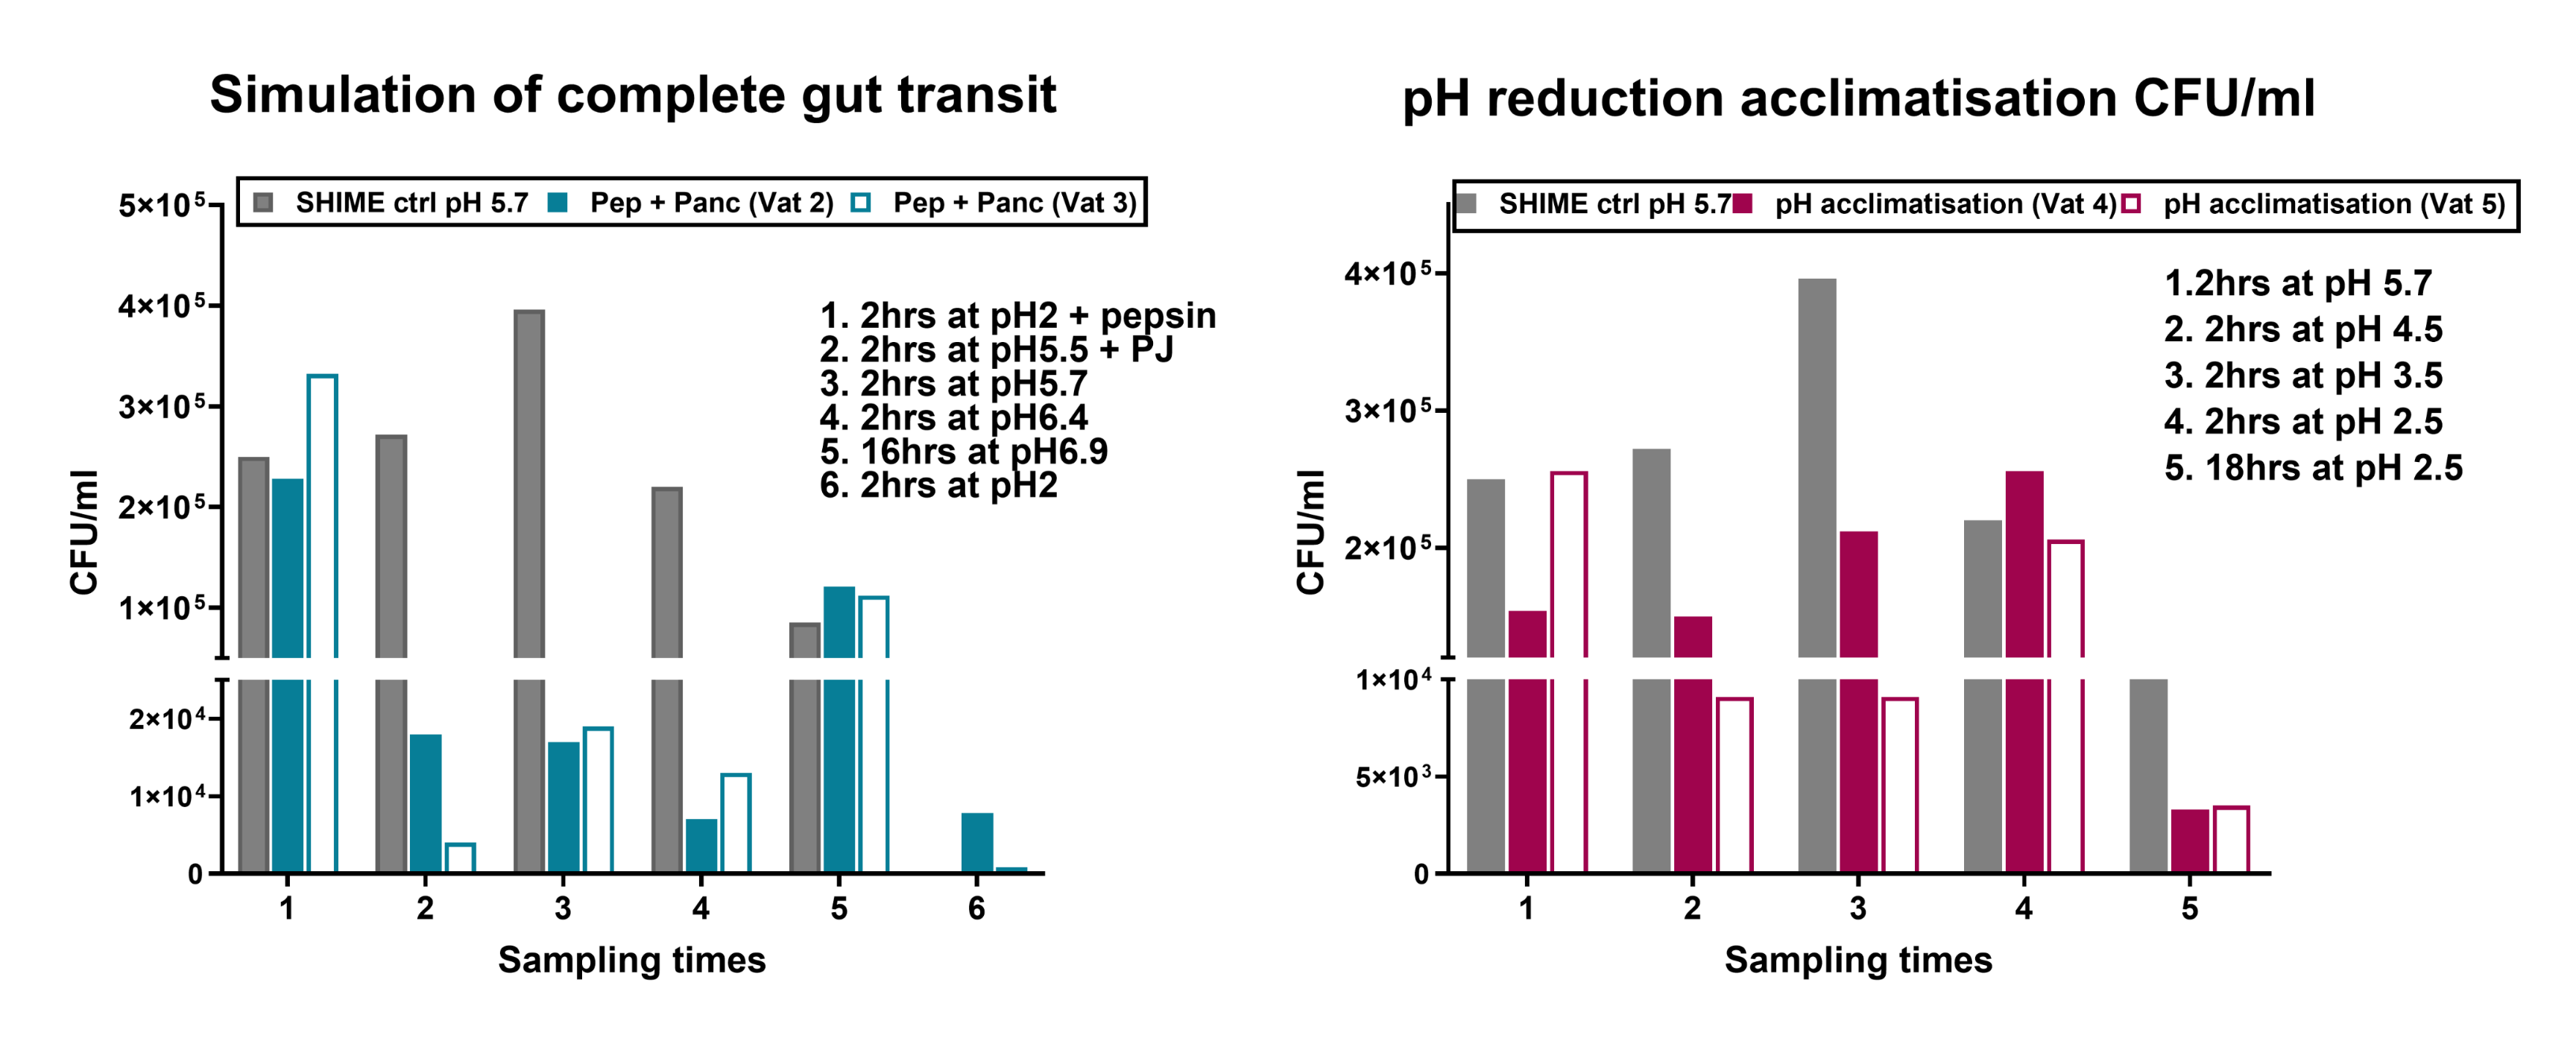 Simulation of complete gut transit
SHIME ctrl pH 5.7 Pep + Panc (Vat 2) Pep + Panc (Vat 3)
5×10⁵
4×10⁵
3×10⁵
2×10⁵
1×10⁵
2×10⁴
1×10⁴
0
CFU/ml
1. 2hrs at pH2 + pepsin
2. 2hrs at pH5.5 + PJ
3. 2hrs at pH5.7
4. 2hrs at pH6.4
5. 16hrs at pH6.9
6. 2hrs at pH2
1 2 3 4 5 6
Sampling times
pH reduction acclimatisation CFU/ml
SHIME ctrl pH 5.7 pH acclimatisation (Vat 4) pH acclimatisation (Vat 5)
4×10⁵
3×10⁵
2×10⁵
1×10⁴
5×10³
0
CFU/ml
1.2hrs at pH 5.7
2. 2hrs at pH 4.5
3. 2hrs at pH 3.5
4. 2hrs at pH 2.5
5. 18hrs at pH 2.5
1 2 3 4 5
Sampling times